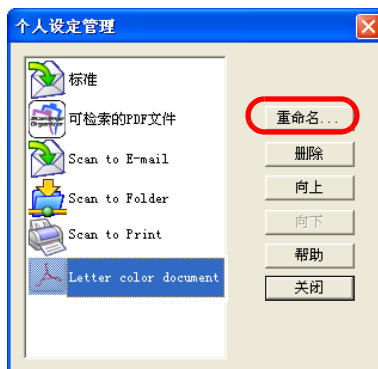 个人设定管理
标准
可检索的PDF文件
Scan to E-mail
Scan to Folder
Scan to Print
Letter color document
重命名...
删除
向上
向下
帮助
关闭